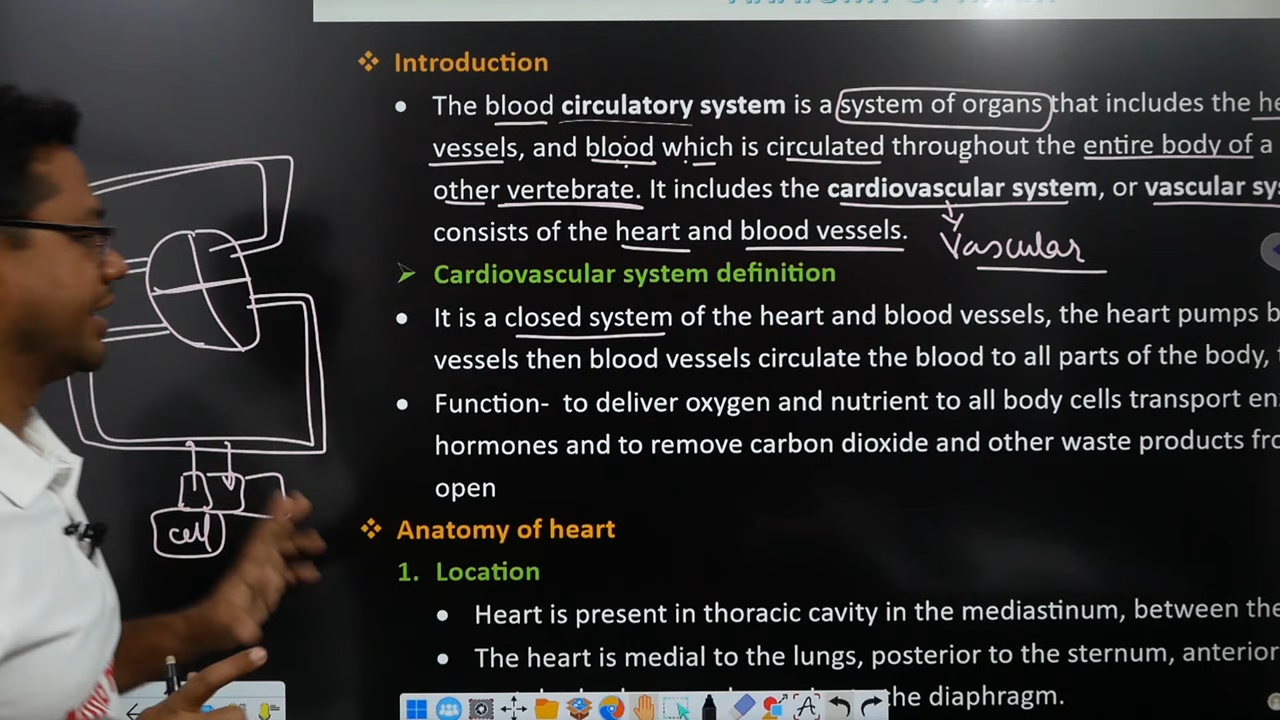 Introduction
The blood circulatory system is a system of organs that includes the he
vessels, and blood which is circulated throughout the entire body of a
other vertebrate. It includes the cardiovascular system, or vascular sy
consists of the heart and blood vessels.
Vascular
Cardiovascular system definition
It is a closed system of the heart and blood vessels, the heart pumps b
vessels then blood vessels circulate the blood to all parts of the body,
Function- to deliver oxygen and nutrient to all body cells transport en
hormones and to remove carbon dioxide and other waste products fro
open
cell
Anatomy of heart
1. Location
Heart is present in thoracic cavity in the mediastinum, between the
The heart is medial to the lungs, posterior to the sternum, anterior
the diaphragm.